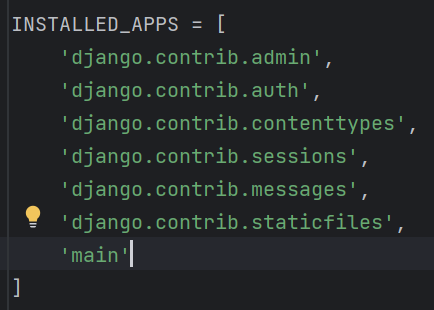 INSTALLED_APPS = [
    'django.contrib.admin',
    'django.contrib.auth',
    'django.contrib.contenttypes',
    'django.contrib.sessions',
    'django.contrib.messages',
    'django.contrib.staticfiles',
    'main'
]